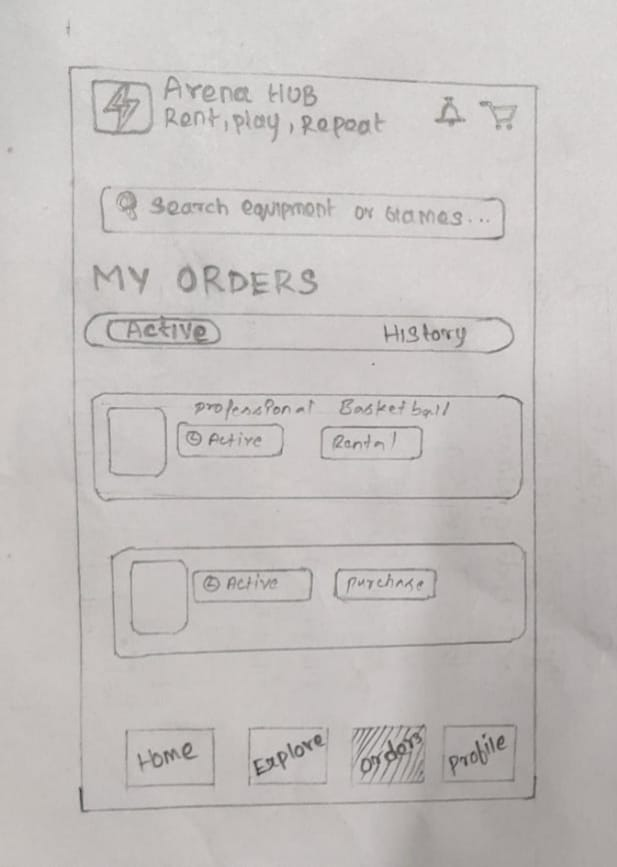 Arena HUB
Rent, play, Repeat
Search equipment or Games...
MY ORDERS
Active History
professional Basketball
Active Rental
Active purchase
Home Explore Orders Profile